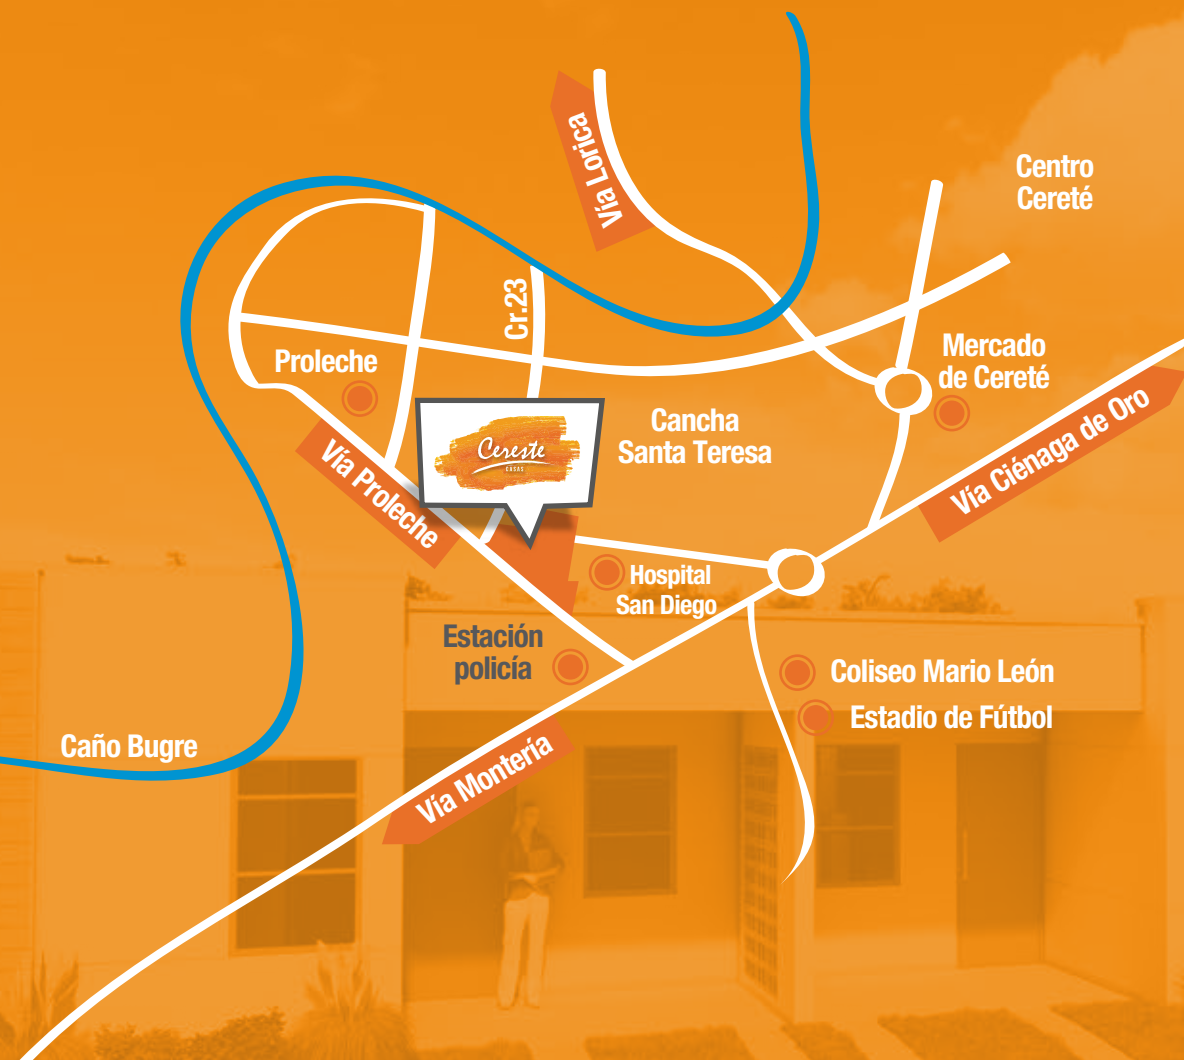 Vía Lorica
Centro
Cereté
Cr.23
Proleche
Mercado
de Cereté
Cancha
Santa Teresa
Cereste
CASAS
Vía Proleche
Vía Ciénaga de Oro
Hospital
San Diego
Estación
policía
Coliseo Mario León
Estadio de Fútbol
Caño Bugre
Vía Montería